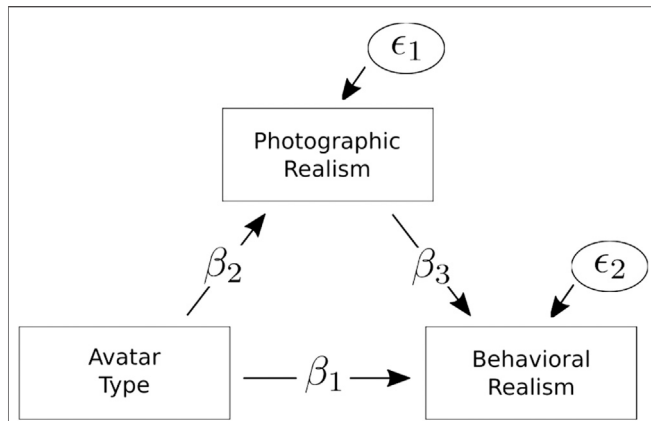 ϵ₁
Photographic
Realism
β₂
β₃
ϵ₂
Avatar
Type
β₁
Behavioral
Realism